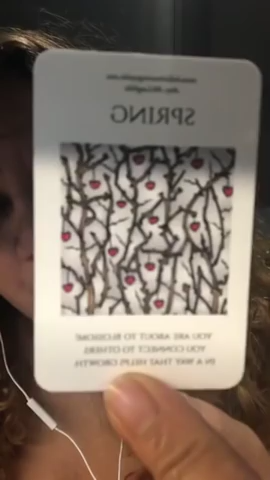 SPRING
YOU ARE ABOUT TO BLOSSOM!
YOU CONNECT TO OTHERS
IN A WAY THAT HELPS GROWTH